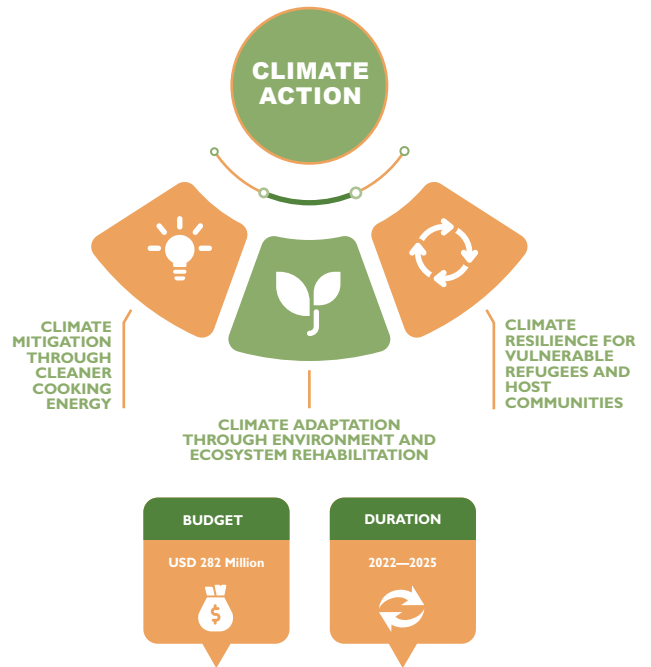 CLIMATE
ACTION
CLIMATE
MITIGATION
THROUGH
CLEANER
COOKING
ENERGY
CLIMATE ADAPTATION
THROUGH ENVIRONMENT AND
ECOSYSTEM REHABILITATION
CLIMATE
RESILIENCE FOR
VULNERABLE
REFUGEES AND
HOST
COMMUNITIES
BUDGET
USD 282 Million
$
DURATION
2022—2025